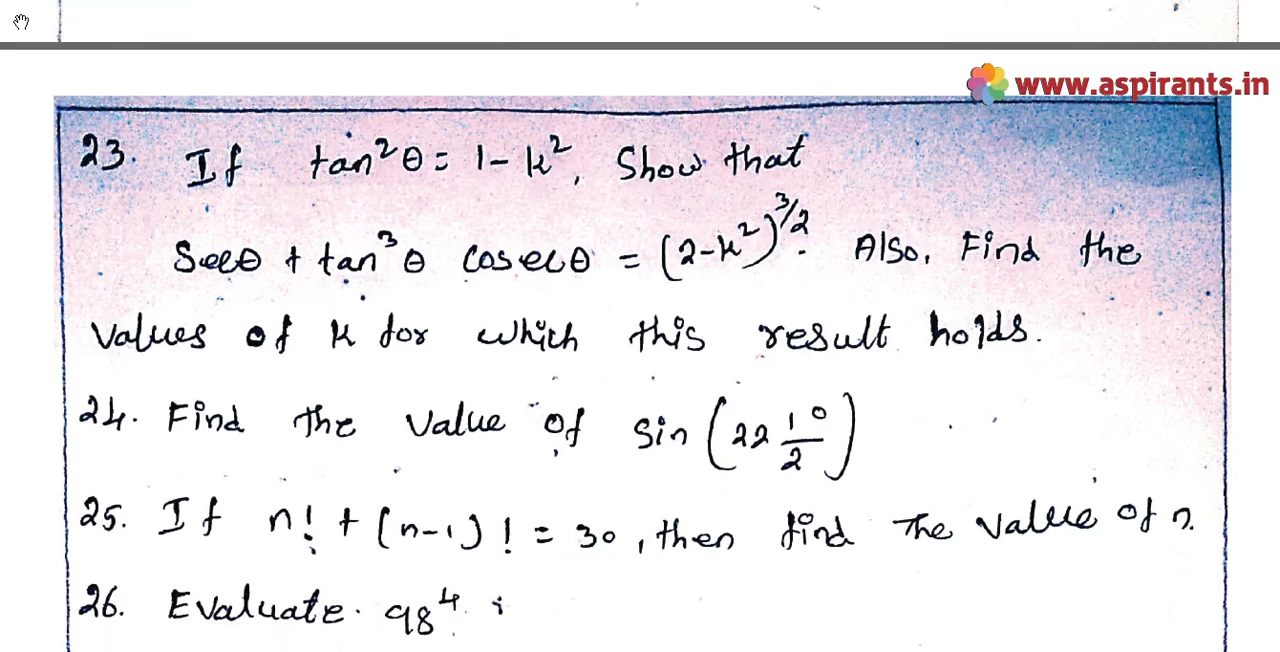 www.aspirants.in
23. If tan²θ = 1 - k², Show that
Secθ + tan³θ cosecθ = (2-k²)^3/2. Also, Find the
values of k for which this result holds.
24. Find the value of sin (22 1/2°)
25. If n! + (n-1)! = 30, then find The value of n.
26. Evaluate. 98⁴.